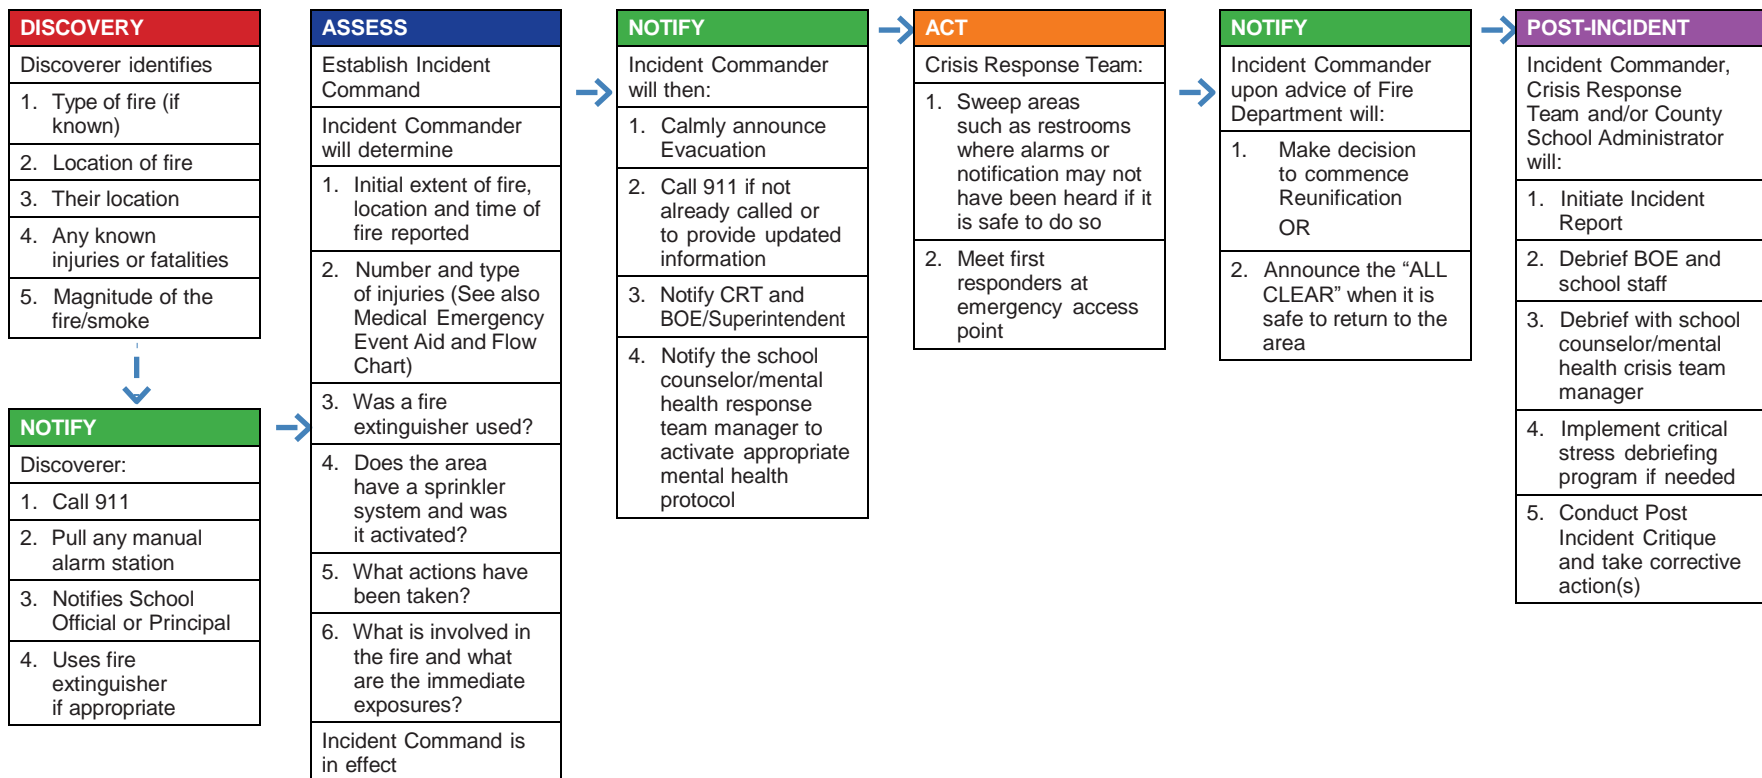 DISCOVERY
Discoverer identifies
1. Type of fire (if
known)
2. Location of fire
3. Their location
4. Any known
injuries or fatalities
5. Magnitude of the
fire/smoke
NOTIFY
Discoverer:
1. Call 911
2. Pull any manual
alarm station
3. Notifies School
Official or Principal
4. Uses fire
extinguisher
if appropriate
ASSESS
Establish Incident
Command
Incident Commander
will determine
1. Initial extent of fire,
location and time of
fire reported
2. Number and type
of injuries (See also
Medical Emergency
Event Aid and Flow
Chart)
3. Was a fire
extinguisher used?
4. Does the area
have a sprinkler
system and was
it activated?
5. What actions have
been taken?
6. What is involved in
the fire and what
are the immediate
exposures?
Incident Command is
in effect
NOTIFY
Incident Commander
will then:
1. Calmly announce
Evacuation
2. Call 911 if not
already called or
to provide updated
information
3. Notify CRT and
BOE/Superintendent
4. Notify the school
counselor/mental
health response
team manager to
activate appropriate
mental health
protocol
ACT
Crisis Response Team:
1. Sweep areas
such as restrooms
where alarms or
notification may not
have been heard if it
is safe to do so
2. Meet first
responders at
emergency access
point
NOTIFY
Incident Commander
upon advice of Fire
Department will:
1. Make decision
to commence
Reunification
OR
2. Announce the “ALL
CLEAR” when it is
safe to return to the
area
POST-INCIDENT
Incident Commander,
Crisis Response
Team and/or County
School Administrator
will:
1. Initiate Incident
Report
2. Debrief BOE and
school staff
3. Debrief with school
counselor/mental
health crisis team
manager
4. Implement critical
stress debriefing
program if needed
5. Conduct Post
Incident Critique
and take corrective
action(s)